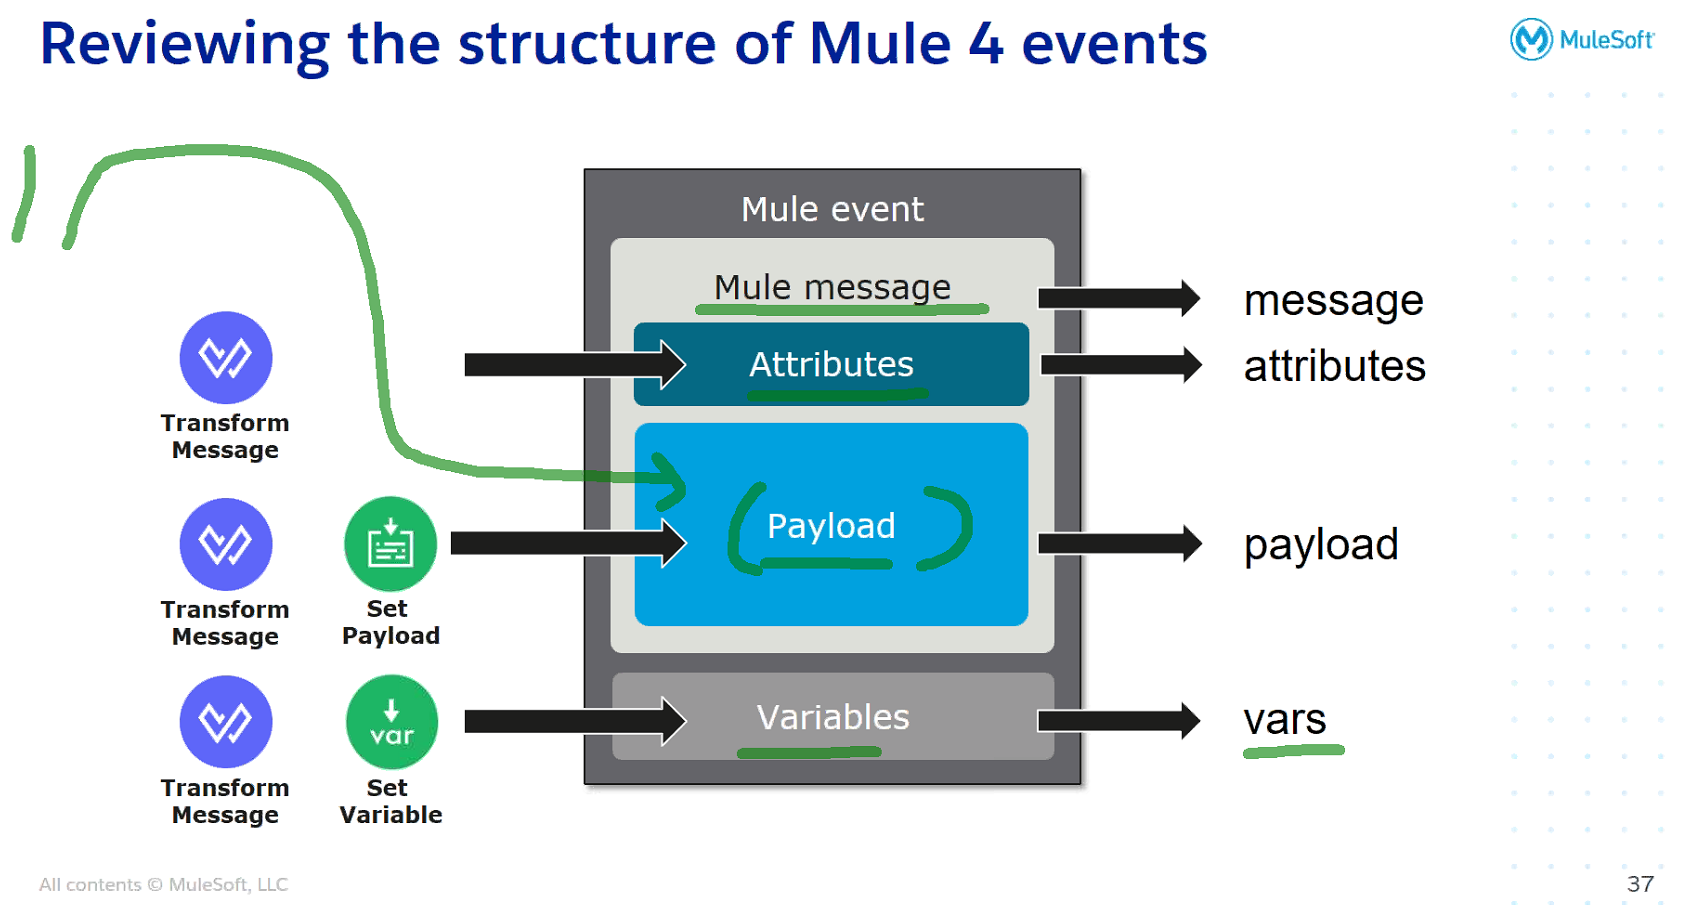 Reviewing the structure of Mule 4 events
MuleSoft
Mule event
Mule message
message
Attributes
attributes
Transform
Message
Payload
payload
Transform
Message
Set
Payload
Variables
vars
var
Transform
Message
Set
Variable
All contents © MuleSoft, LLC
37